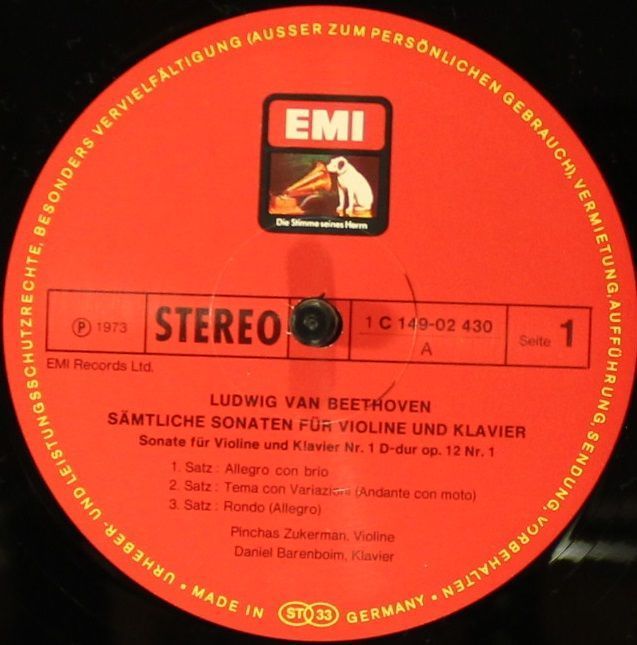 URHEBER- UND LEISTUNGSSCHUTZRECHTE, BESONDERS VERVIELFÄLTIGUNG (AUSSER ZUM PERSÖNLICHEN GEBRAUCH), VERMIETUNG, AUFFÜHRUNG, SENDUNG, VORBEHALTEN •
EMI
Die Stimme seines Herrn
Ⓟ 1973
STEREO
1 C 149-02 430
A
Seite 1
EMI Records Ltd.
LUDWIG VAN BEETHOVEN
SÄMTLICHE SONATEN FÜR VIOLINE UND KLAVIER
Sonate für Violine und Klavier Nr. 1 D-dur op. 12 Nr. 1
1. Satz : Allegro con brio
2. Satz : Tema con Variazioni (Andante con moto)
3. Satz : Rondo (Allegro)
Pinchas Zukerman, Violine
Daniel Barenboim, Klavier
• MADE IN ST 33 GERMANY •